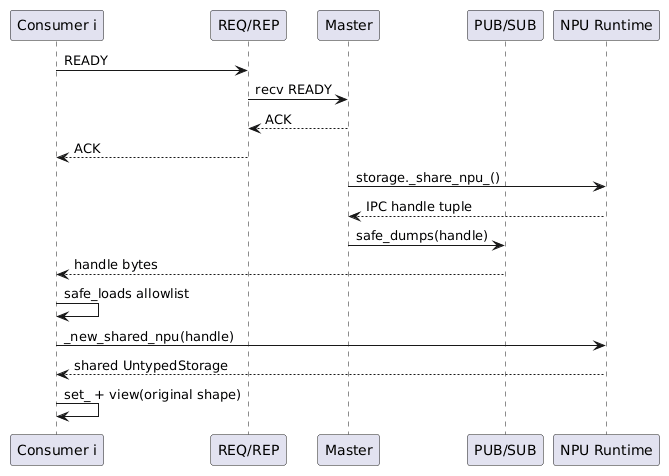 Consumer i REQ/REP Master PUB/SUB NPU Runtime
READY
recv READY
ACK
ACK
storage._share_npu_()
IPC handle tuple
safe_dumps(handle)
handle bytes
safe_loads allowlist
_new_shared_npu(handle)
shared UntypedStorage
set_ + view(original shape)
Consumer i REQ/REP Master PUB/SUB NPU Runtime